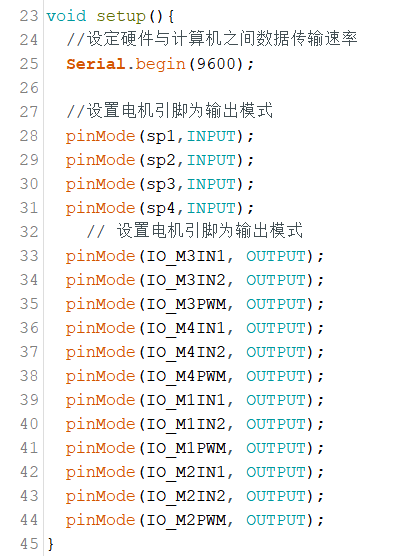 23 void setup(){
24   //设定硬件与计算机之间数据传输速率
25   Serial.begin(9600);
26
27   //设置电机引脚为输出模式
28   pinMode(sp1,INPUT);
29   pinMode(sp2,INPUT);
30   pinMode(sp3,INPUT);
31   pinMode(sp4,INPUT);
32     // 设置电机引脚为输出模式
33   pinMode(IO_M3IN1, OUTPUT);
34   pinMode(IO_M3IN2, OUTPUT);
35   pinMode(IO_M3PWM, OUTPUT);
36   pinMode(IO_M4IN1, OUTPUT);
37   pinMode(IO_M4IN2, OUTPUT);
38   pinMode(IO_M4PWM, OUTPUT);
39   pinMode(IO_M1IN1, OUTPUT);
40   pinMode(IO_M1IN2, OUTPUT);
41   pinMode(IO_M1PWM, OUTPUT);
42   pinMode(IO_M2IN1, OUTPUT);
43   pinMode(IO_M2IN2, OUTPUT);
44   pinMode(IO_M2PWM, OUTPUT);
45 }